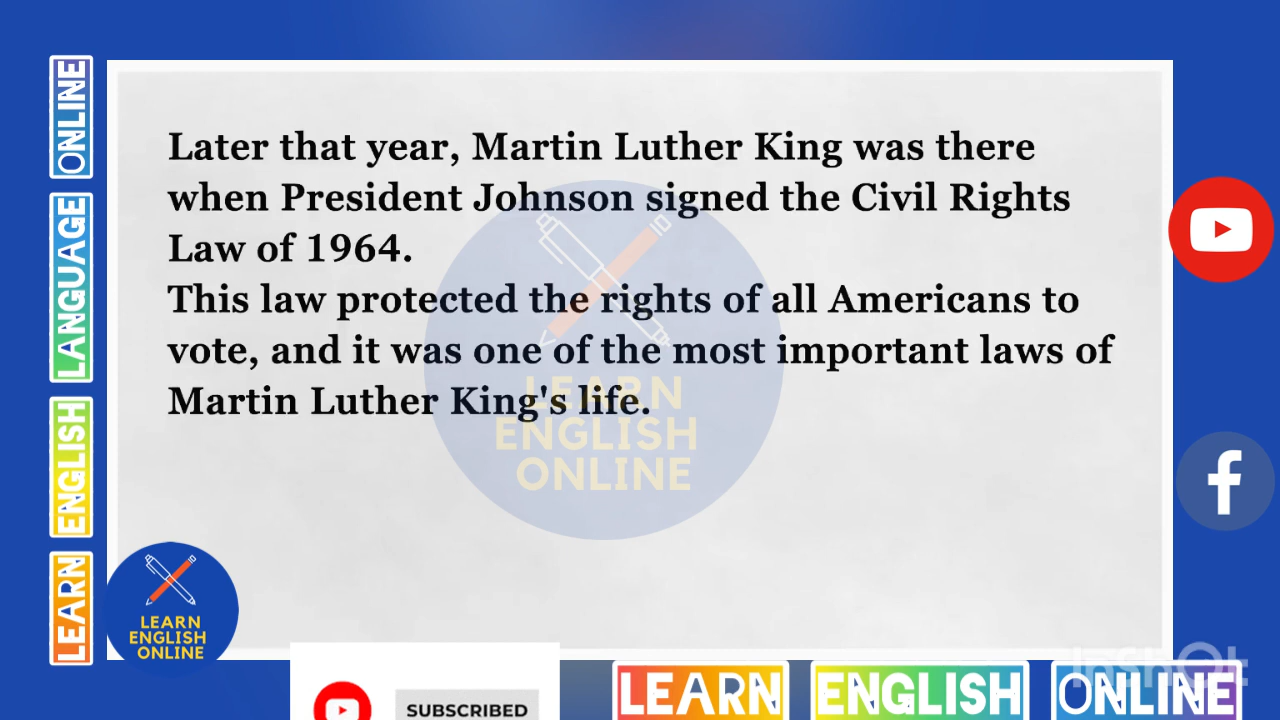 Later that year, Martin Luther King was there
when President Johnson signed the Civil Rights
Law of 1964.
This law protected the rights of all Americans to
vote, and it was one of the most important laws of
Martin Luther King's life.
LEARN
ENGLISH
ONLINE
LEARN ENGLISH LANGUAGE ONLINE
LEARN
ENGLISH
ONLINE
SUBSCRIBED
LEARN ENGLISH ONLINE
InShOt